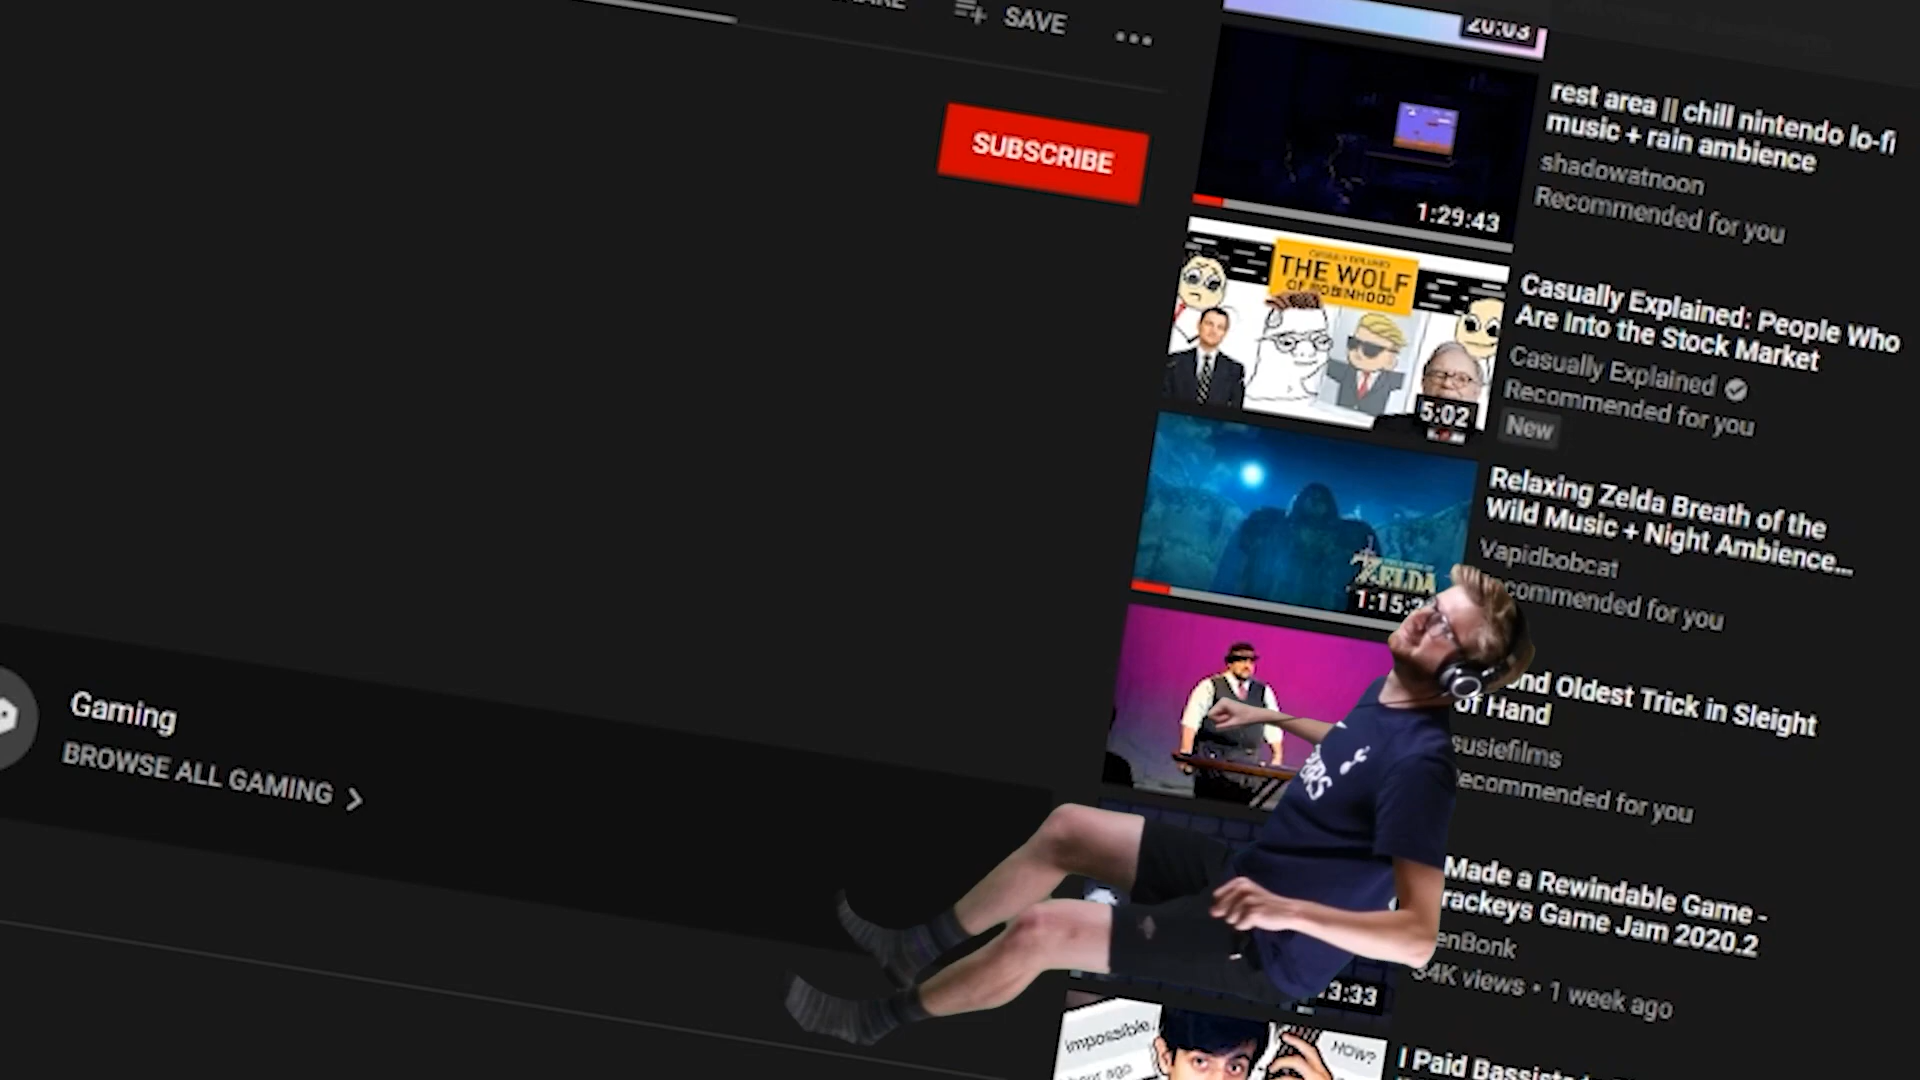 SAVE
SUBSCRIBE
Gaming
BROWSE ALL GAMING
20:03
1:29:43
rest area || chill nintendo lo-fi
music + rain ambience
shadowatnoon
Recommended for you
THE WOLF
OF ROBINHOOD
5:02
Casually Explained: People Who
Are Into the Stock Market
Casually Explained
Recommended for you
New
ZELDA
Relaxing Zelda Breath of the
Wild Music + Night Ambience...
Vapidbobcat
for you
Oldest Trick in Sleight
of Hand
susiefilms
for you
Made a Rewindable Game -
Game Jam 2020.2
34K views • 1 week ago
3:33
Impossible.
hour ago
HOW?
I Paid